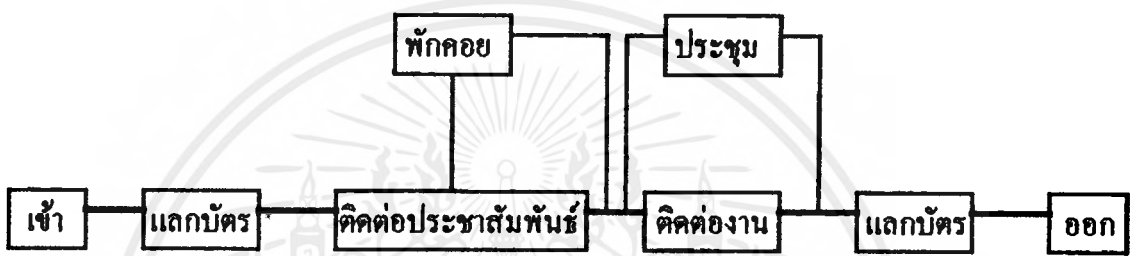 พักคอย
ประชุม
เข้า
แลกบัตร
ติดต่อประชาสัมพันธ์
ติดต่องาน
แลกบัตร
ออก